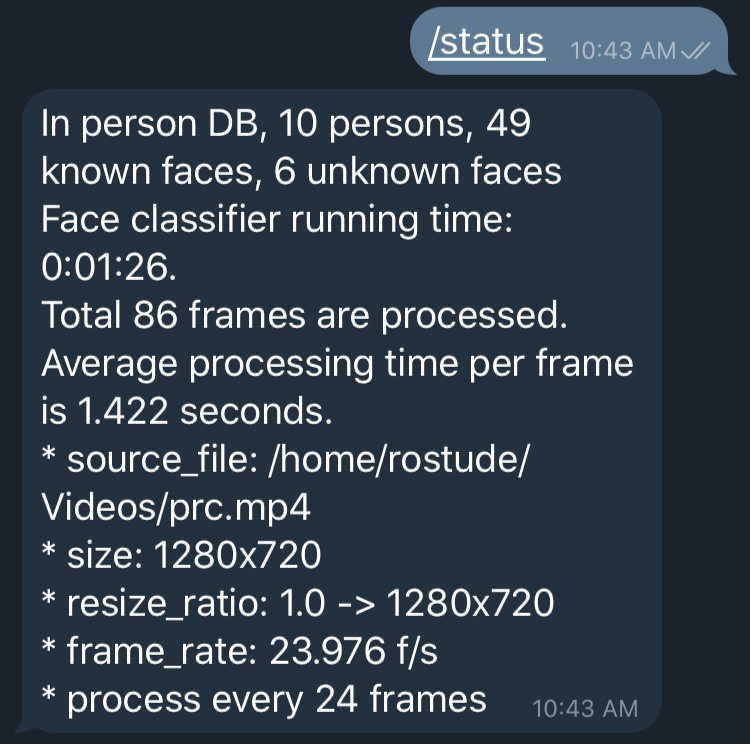 /status 10:43 AM
In person DB, 10 persons, 49
known faces, 6 unknown faces
Face classifier running time:
0:01:26.
Total 86 frames are processed.
Average processing time per frame
is 1.422 seconds.
* source_file: /home/rostude/
Videos/prc.mp4
* size: 1280x720
* resize_ratio: 1.0 -> 1280x720
* frame_rate: 23.976 f/s
* process every 24 frames 10:43 AM